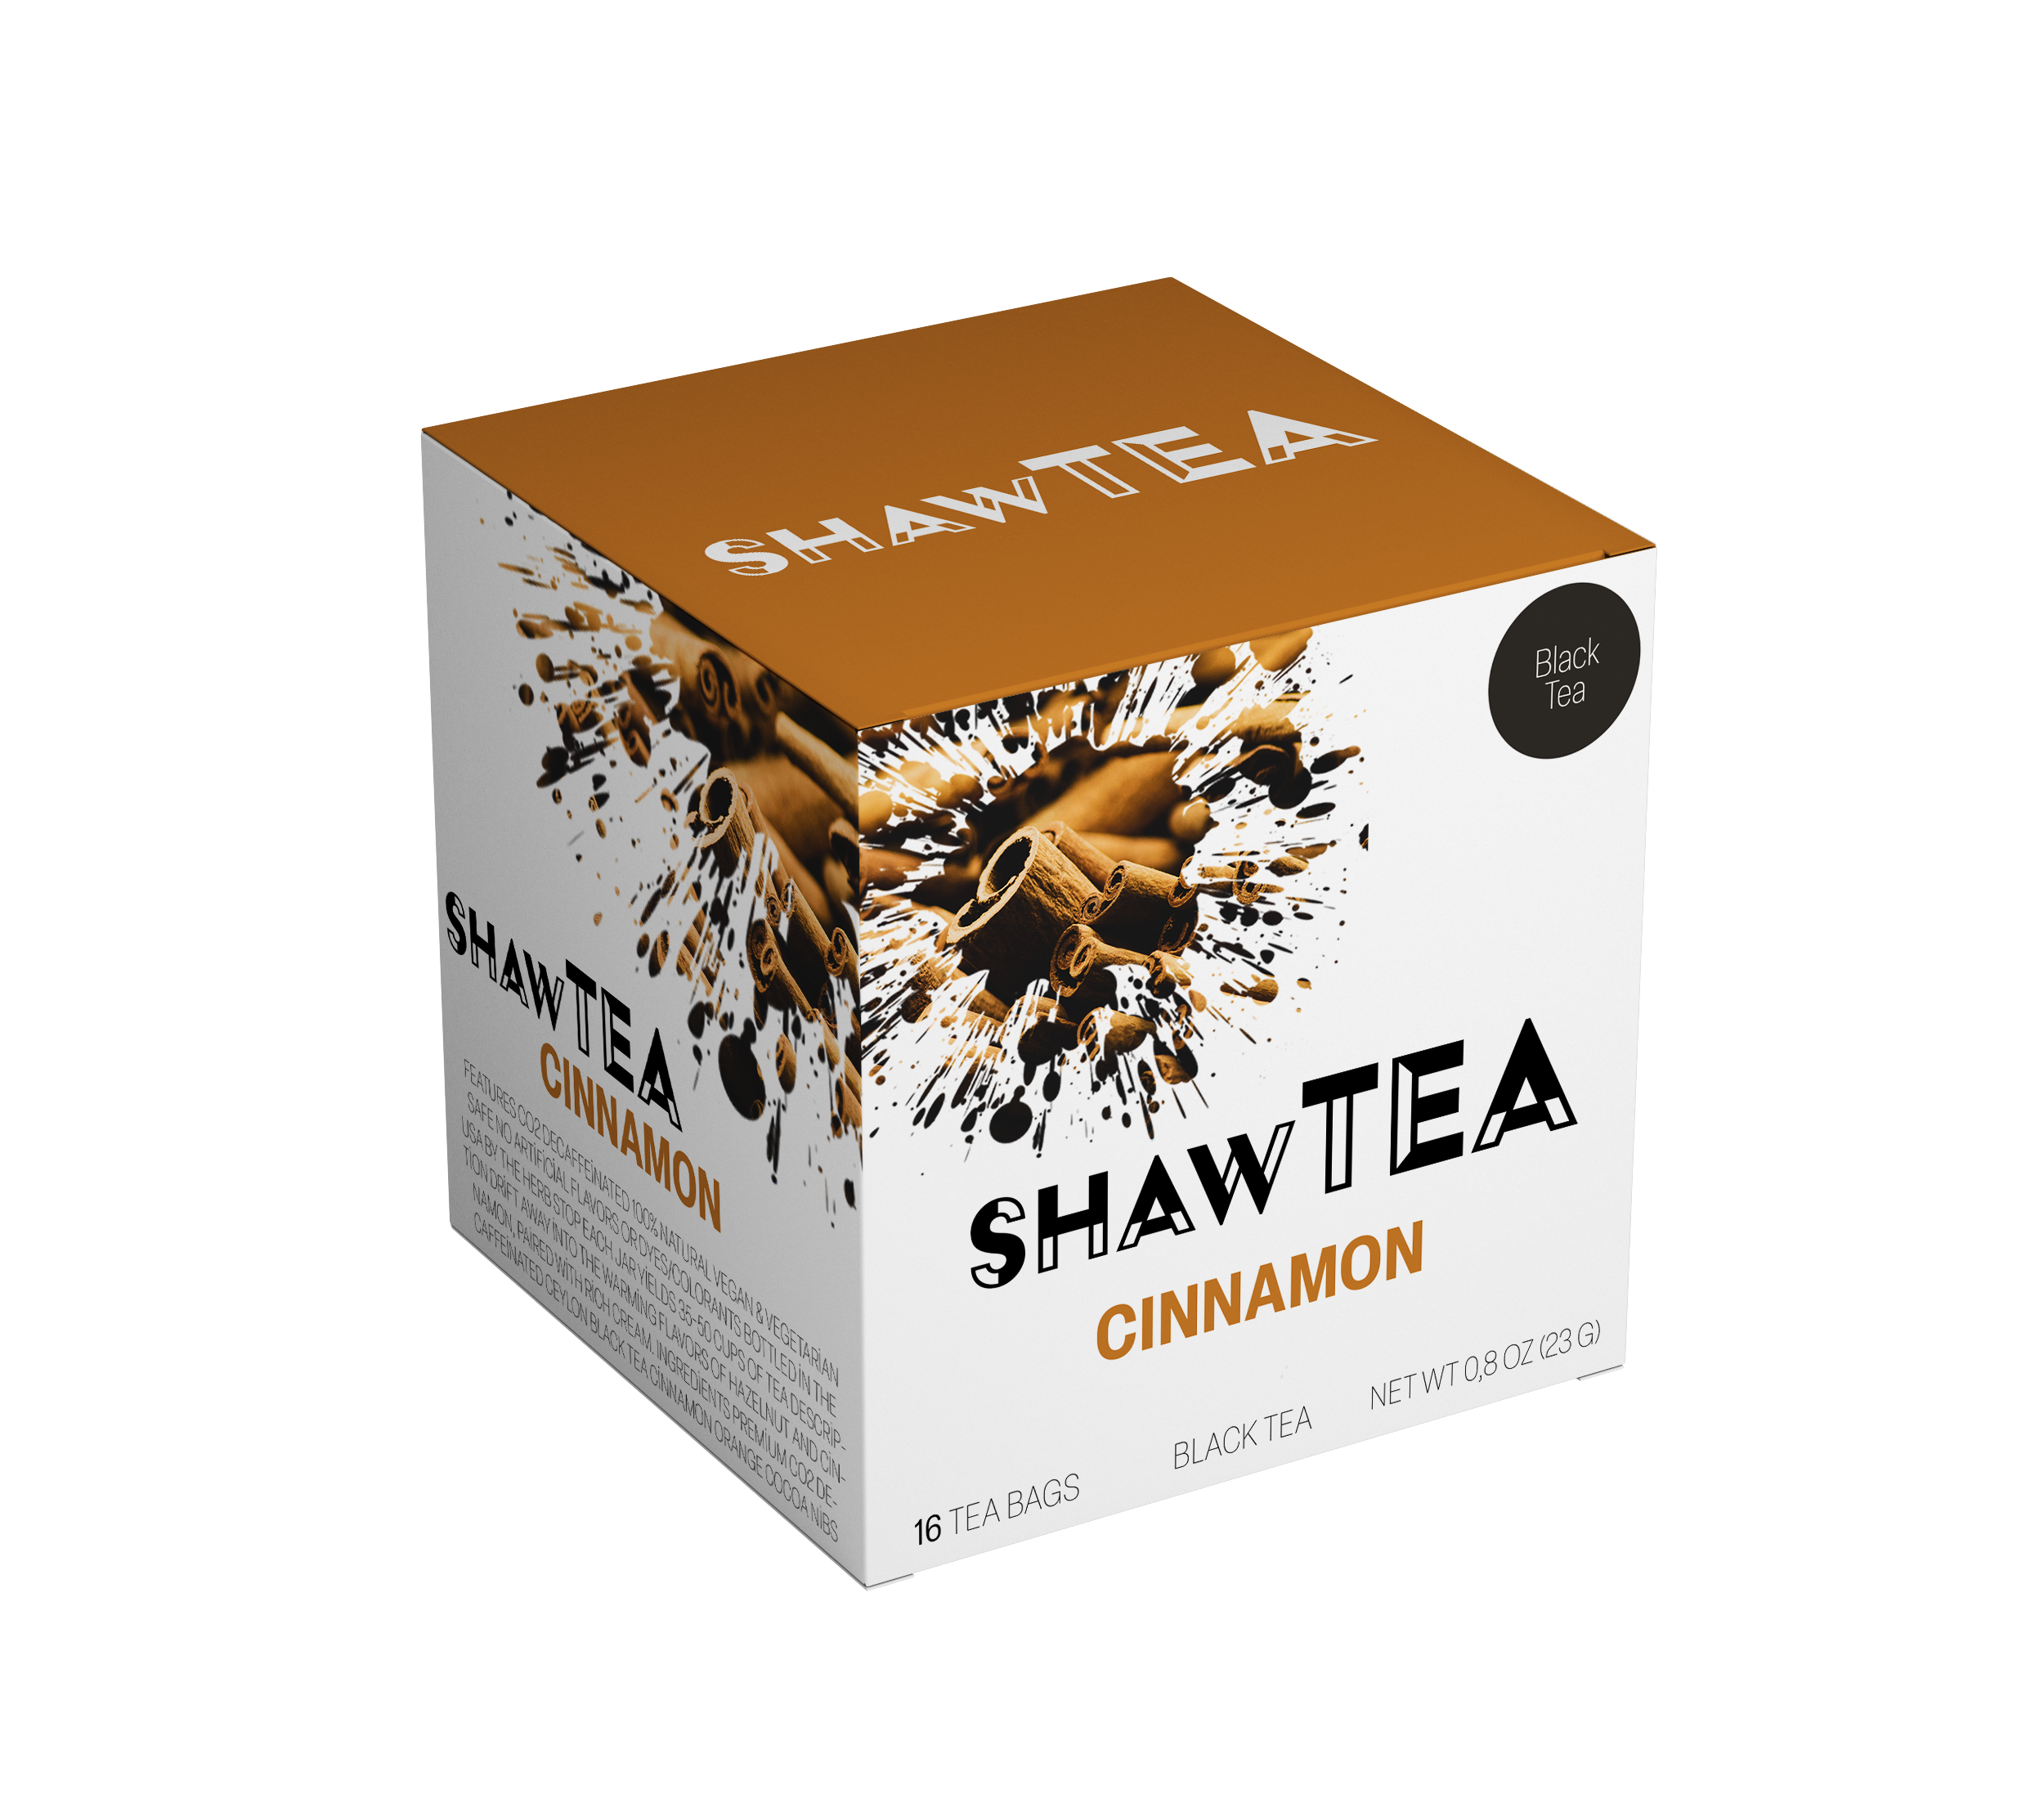 SHAWTEA
Black
Tea
SHAWTEA
CINNAMON
16 TEA BAGS
BLACK TEA
NET WT 0,8 OZ (23 G)
SHAWTEA
CINNAMON
FEATURES CO2 DECAFFEINATED 100% NATURAL VEGAN & VEGETARIAN
SAFE NO ARTIFICIAL FLAVORS OR DYES/COLORANTS BOTTLED IN THE
USA BY THE HERB STOP EACH JAR YIELDS 35-50 CUPS OF TEA DESCRIP-
TION DRIFT AWAY INTO THE WARMING FLAVORS OF HAZELNUT AND CIN-
NAMON, PAIRED WITH RICH CREAM. INGREDIENTS PREMIUM CO2 DE-
CAFFEINATED CEYLON BLACK TEA CINNAMON ORANGE COCOA NIBS